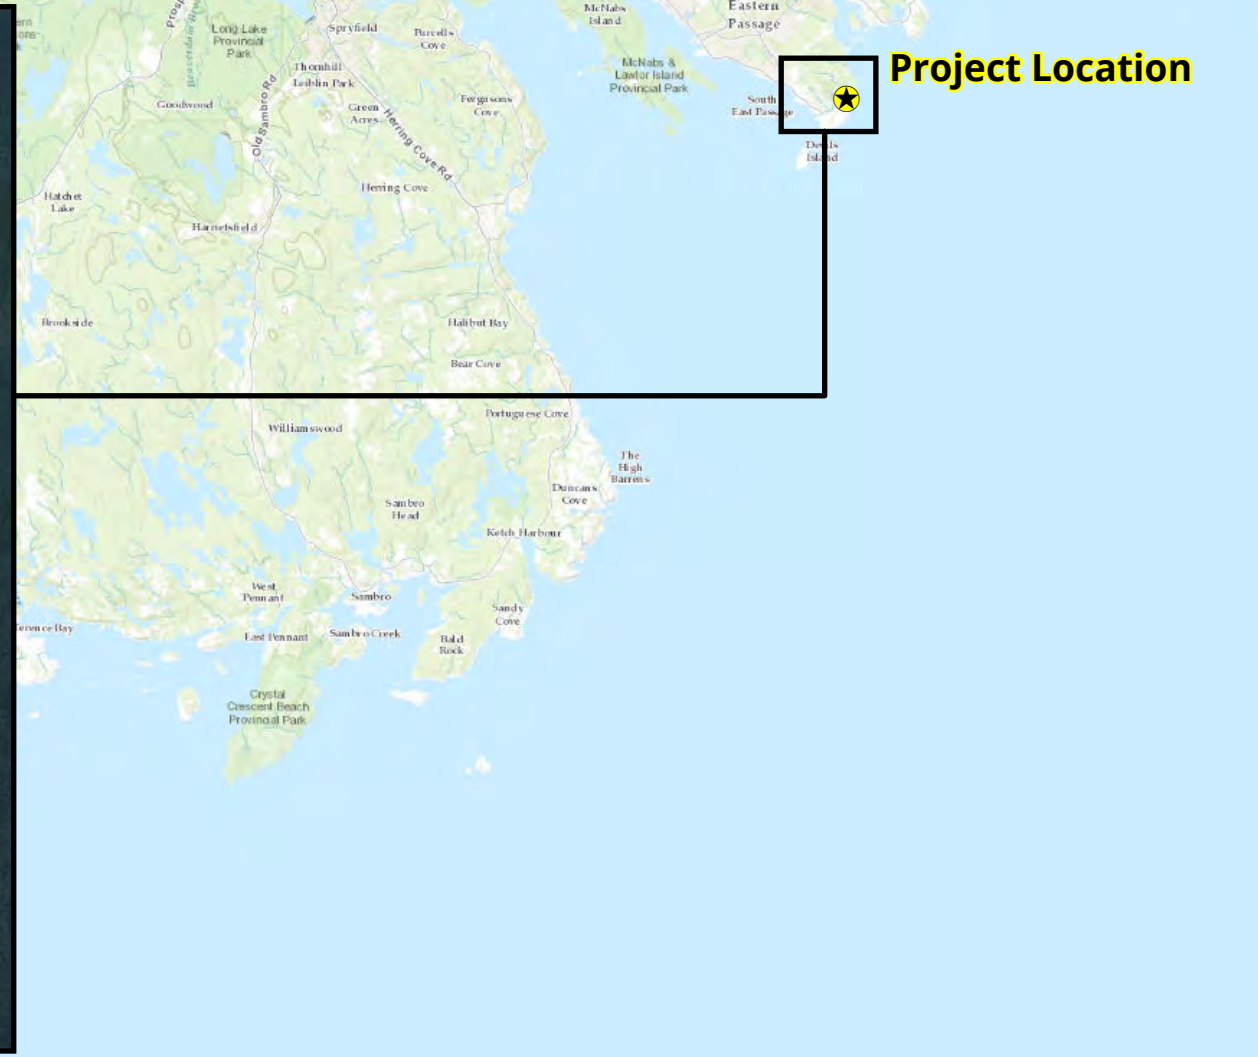 McNabs
Island
Eastern
Passage
Long Lake
Provincial
Park
Spryfield
Purcells
Cove
Project Location
McNabs &
Lawlor Island
Provincial Park
Thornhill
Leiblin Park
Goodwood
Old Sambro Rd
Green
Acres
Herring Cove Rd
Fergusons
Cove
South
East Passage
Devils
Island
Herring Cove
Hatchet
Lake
Harrietsfield
Brookside
Halibut Bay
Bear Cove
Portuguese Cove
Williamswood
The
High
Barrens
Duncans
Cove
Sambro
Head
Ketch Harbour
West
Pennant
Sambro
Sandy
Cove
East Pennant
Sambro Creek
Bald
Rock
Crystal
Crescent Beach
Provincial Park